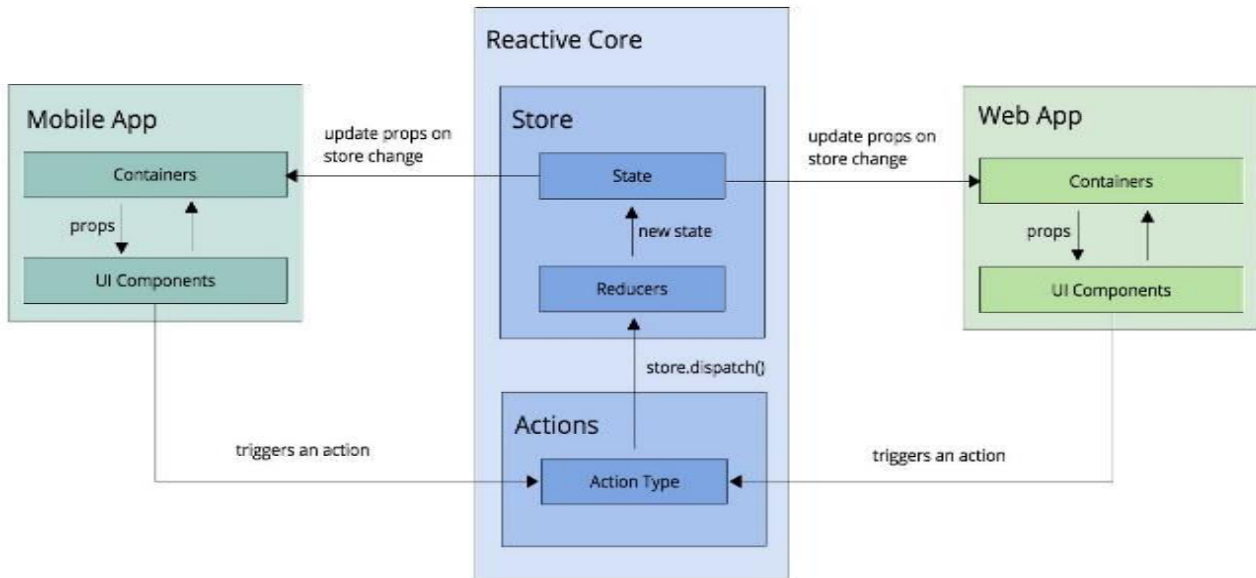 Reactive Core
Mobile App
Containers
props
UI Components
update props on
store change
Store
State
new state
Reducers
store.dispatch()
Actions
Action Type
update props on
store change
Web App
Containers
props
UI Components
triggers an action
triggers an action